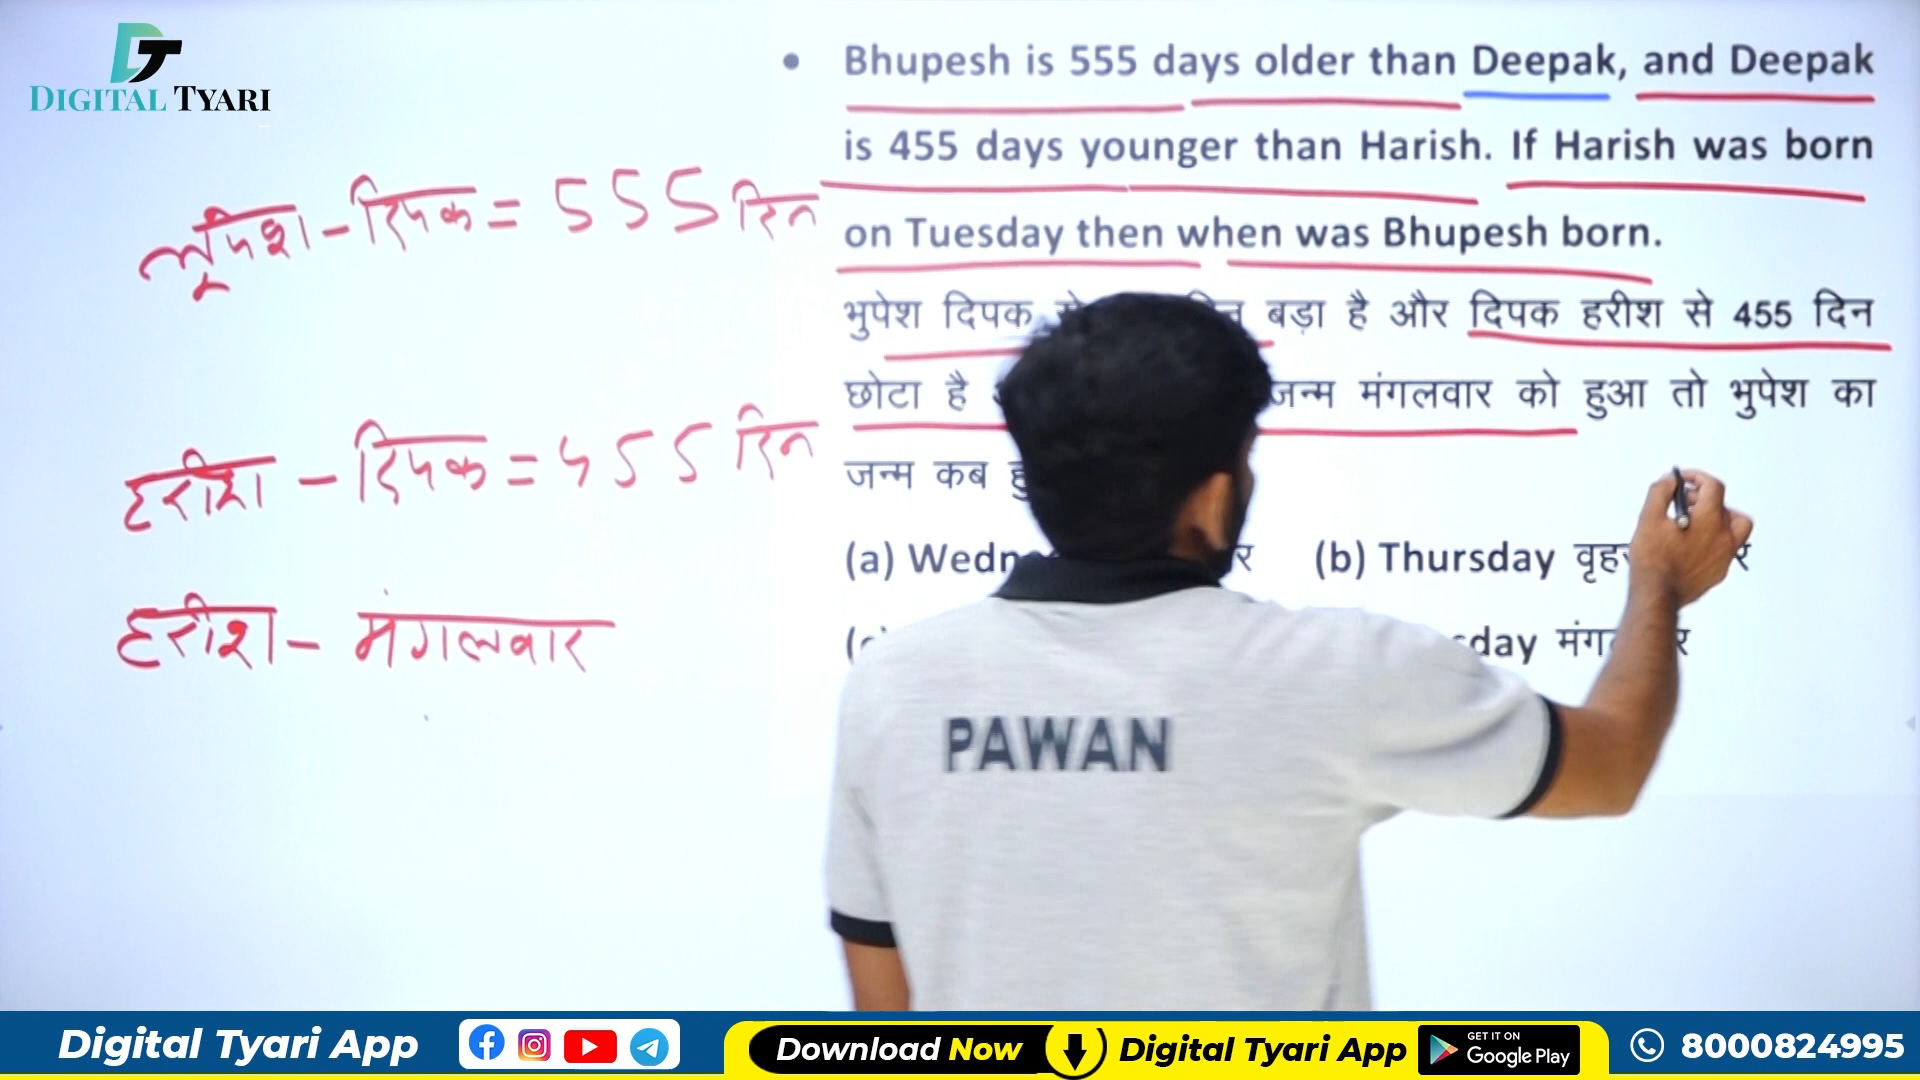 DIGITAL TYARI
• Bhupesh is 555 days older than Deepak, and Deepak
is 455 days younger than Harish. If Harish was born
on Tuesday then when was Bhupesh born.
भुपेश दिपक बड़ा है और दिपक हरीश से 455 दिन
छोटा है जन्म मंगलवार को हुआ तो भुपेश का
जन्म कब
(a) (b) Thursday
भूपेश - दिपक = 555 दिन
हरीश - दिपक = 455 दिन
हरीश - मंगलवार
PAWAN
Digital Tyari App
Download Now
Digital Tyari App
GET IT ON
Google Play
8000824995